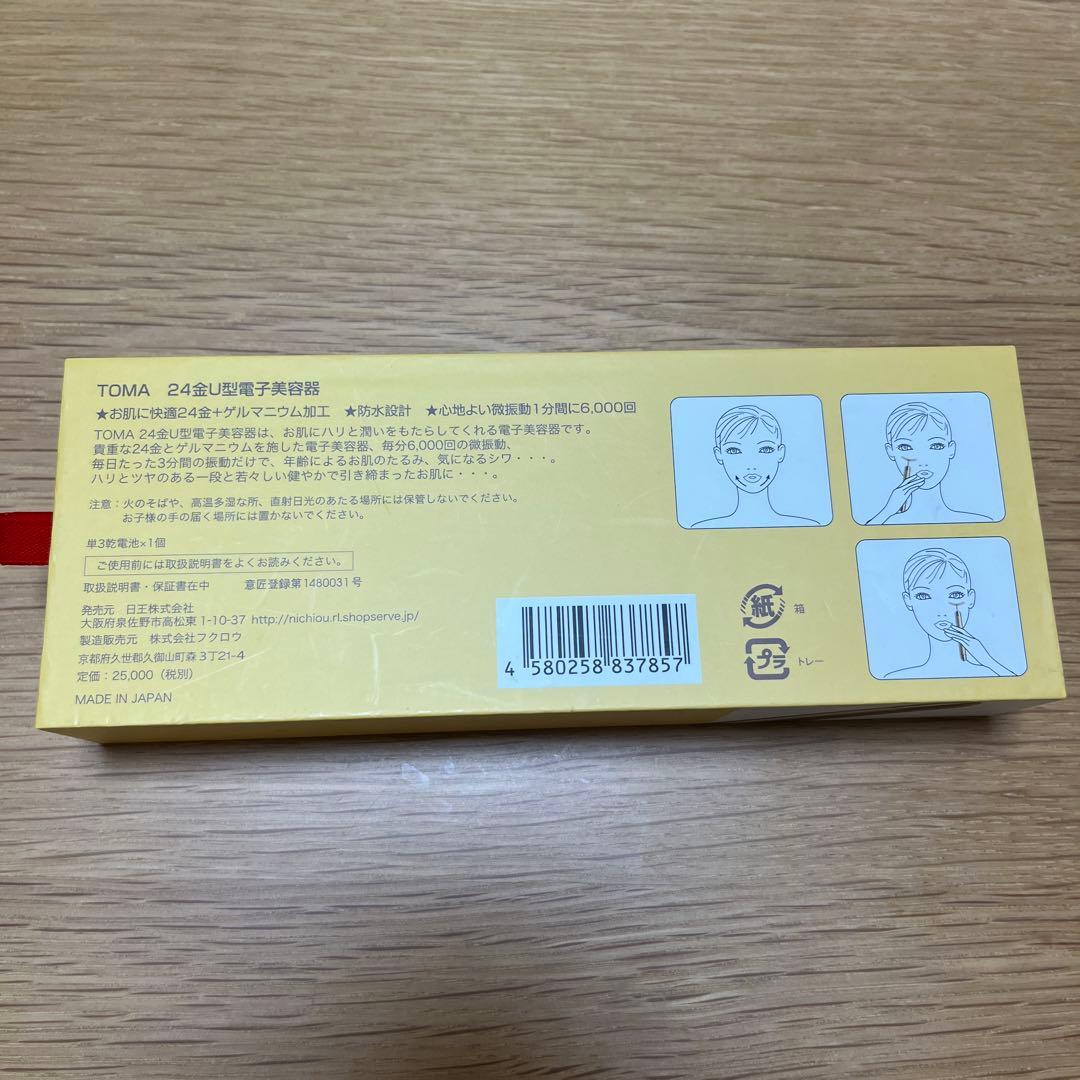 TOMA 24金U型電子美容器
★お肌に快適24金+ゲルマニウム加工 ★防水設計 ★心地よい微振動1分間に6,000回
TOMA 24金U型電子美容器は、お肌にハリと潤いをもたらしてくれる電子美容器です。
貴重な24金とゲルマニウムを施した電子美容器、毎分6,000回の微振動、
毎日たった3分間の振動だけで、年齢によるお肌のたるみ、気になるシワ・・・。
ハリとツヤのある一段と若々しい健やかで引き締まったお肌に・・・。
注意：火のそばや、高温多湿な所、直射日光のあたる場所には保管しないでください。
お子様の手の届く場所には置かないでください。
単3乾電池×1個
ご使用前には取扱説明書をよくお読みください。
取扱説明書・保証書在中 意匠登録第1480031号
発売元 日王株式会社
大阪府泉佐野市高松東1-10-37 http://nichiou.rl.shopserve.jp/
製造販売元 株式会社フクロウ
京都府久世郡久御山町森3丁21-4
定価：25,000（税別）
MADE IN JAPAN
4 580258 837857
紙 箱
プラ トレー